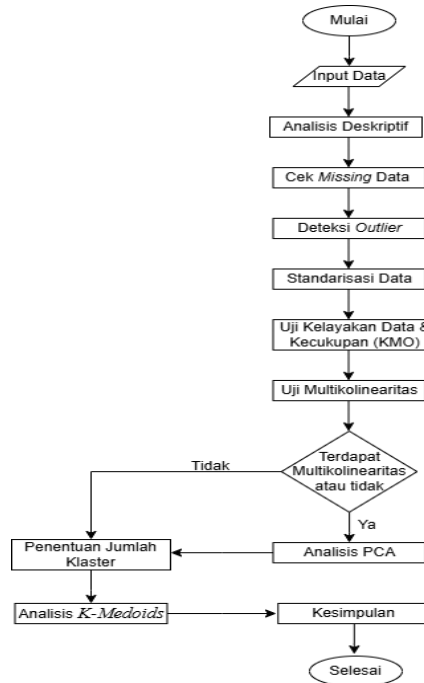 Mulai
Input Data
Analisis Deskriptif
Cek Missing Data
Deteksi Outlier
Standarisasi Data
Uji Kelayakan Data &
Kecukupan (KMO)
Uji Multikolinearitas
Terdapat
Multikolinearitas
atau tidak
Tidak
Ya
Penentuan Jumlah
Klaster
Analisis PCA
Analisis K-Medoids
Kesimpulan
Selesai